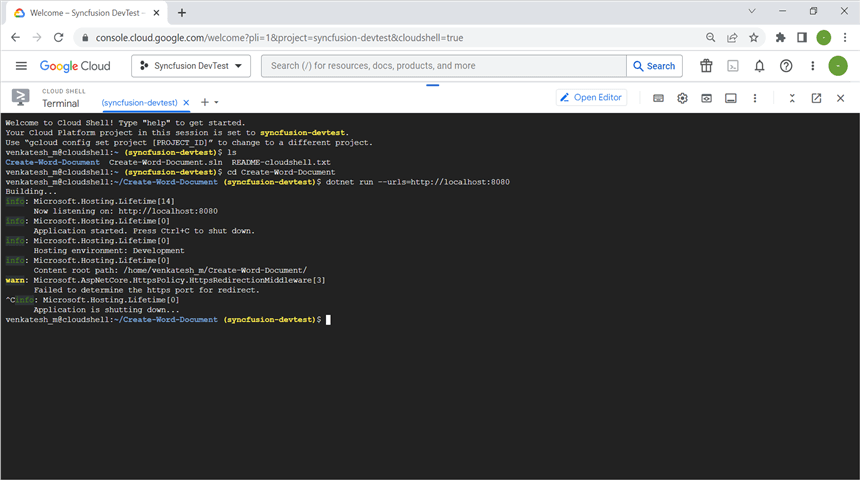 Welcome – Syncfusion DevTest –
console.cloud.google.com/welcome?pli=1&project=syncfusion-devtest&cloudshell=true
Google Cloud
Syncfusion DevTest
Search (/) for resources, docs, products, and more
Search
CLOUD SHELL
Terminal
(syncfusion-devtest)
Open Editor
Welcome to Cloud Shell! Type "help" to get started.
Your Cloud Platform project in this session is set to syncfusion-devtest.
Use “gcloud config set project [PROJECT_ID]” to change to a different project.
venkatesh_m@cloudshell:~ (syncfusion-devtest)$ ls
Create-Word-Document  Create-Word-Document.sln  README-cloudshell.txt
venkatesh_m@cloudshell:~ (syncfusion-devtest)$ cd Create-Word-Document
venkatesh_m@cloudshell:~/Create-Word-Document (syncfusion-devtest)$ dotnet run --urls=http://localhost:8080
Building...
info: Microsoft.Hosting.Lifetime[14]
Now listening on: http://localhost:8080
info: Microsoft.Hosting.Lifetime[0]
Application started. Press Ctrl+C to shut down.
info: Microsoft.Hosting.Lifetime[0]
Hosting environment: Development
info: Microsoft.Hosting.Lifetime[0]
Content root path: /home/venkatesh_m/Create-Word-Document/
warn: Microsoft.AspNetCore.HttpsPolicy.HttpsRedirectionMiddleware[3]
Failed to determine the https port for redirect.
^Cinfo: Microsoft.Hosting.Lifetime[0]
Application is shutting down...
venkatesh_m@cloudshell:~/Create-Word-Document (syncfusion-devtest)$